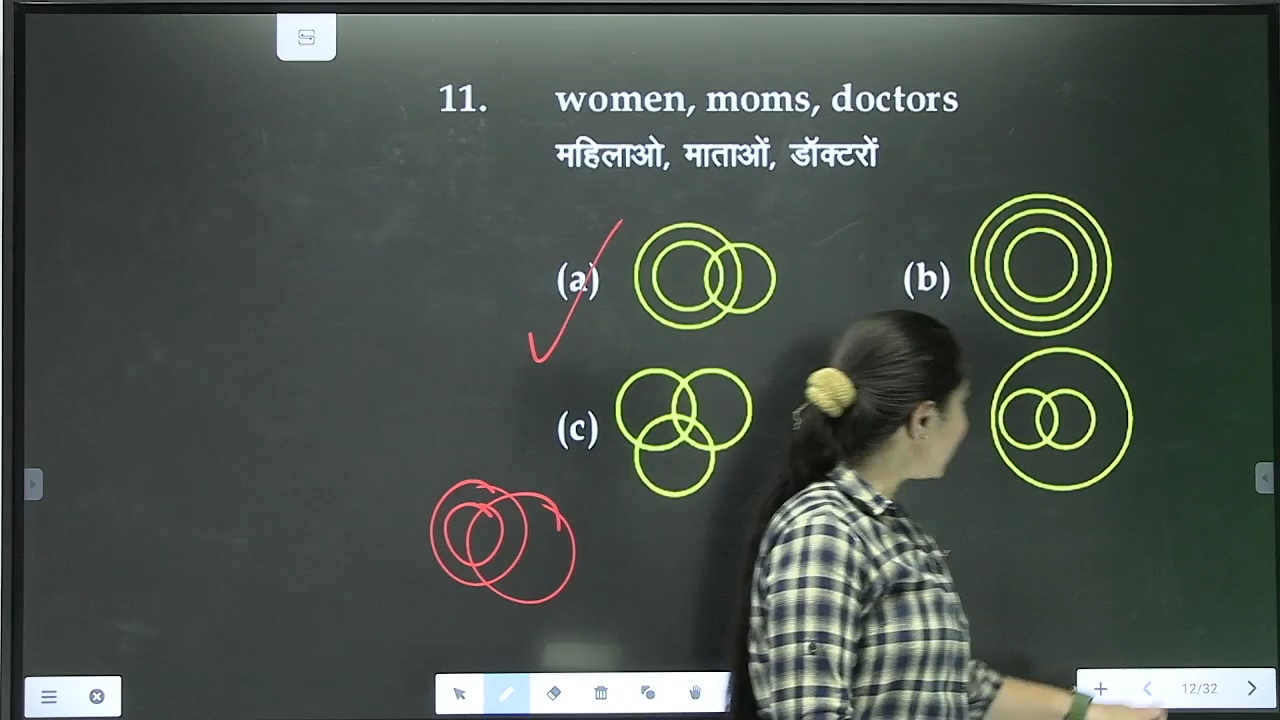 11. women, moms, doctors
महिलाओ, माताओं, डॉक्टरों
(a) (b)
(c)
12/32